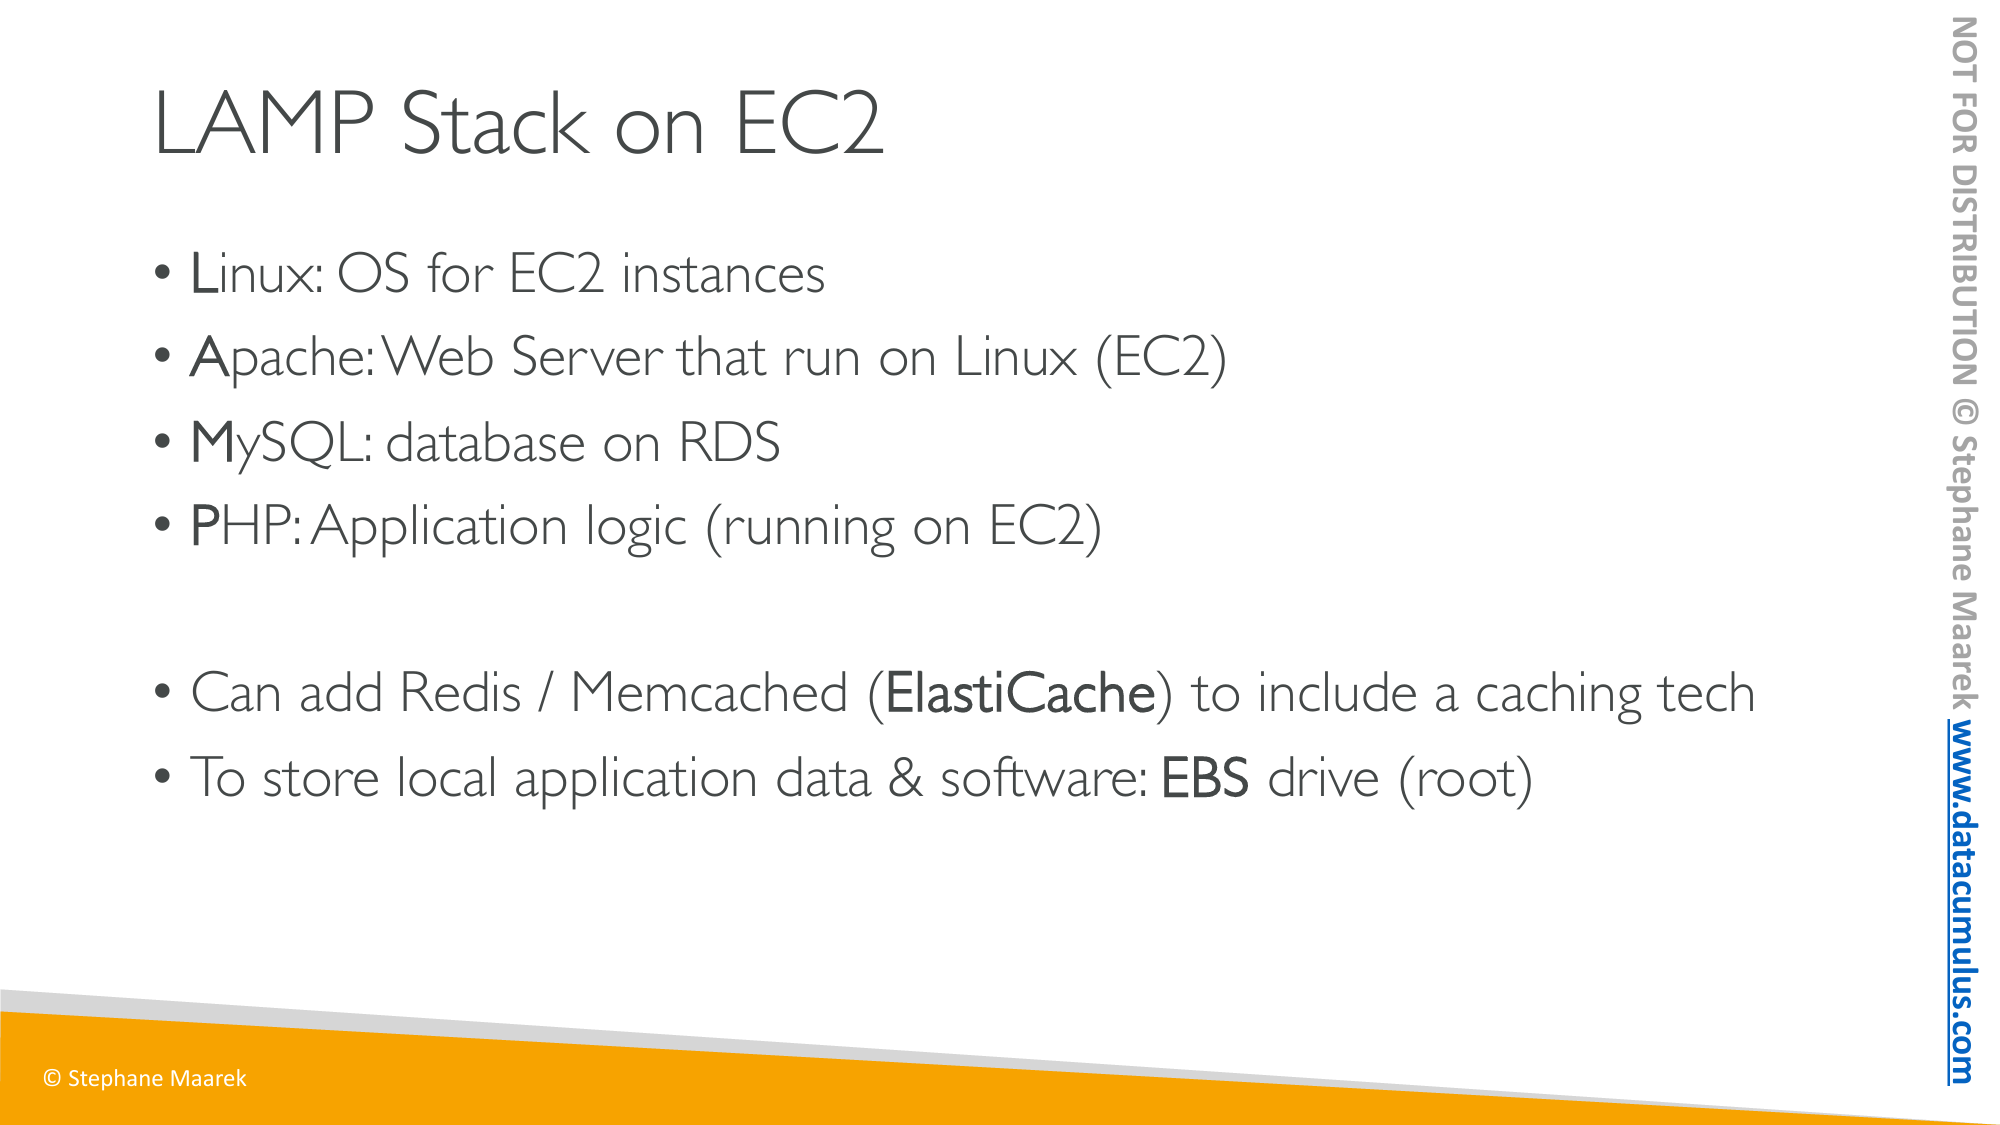 LAMP Stack on EC2
• Linux: OS for EC2 instances
• Apache: Web Server that run on Linux (EC2)
• MySQL: database on RDS
• PHP: Application logic (running on EC2)
• Can add Redis / Memcached (ElastiCache) to include a caching tech
• To store local application data & software: EBS drive (root)
© Stephane Maarek
NOT FOR DISTRIBUTION © Stephane Maarek www.datacumulus.com